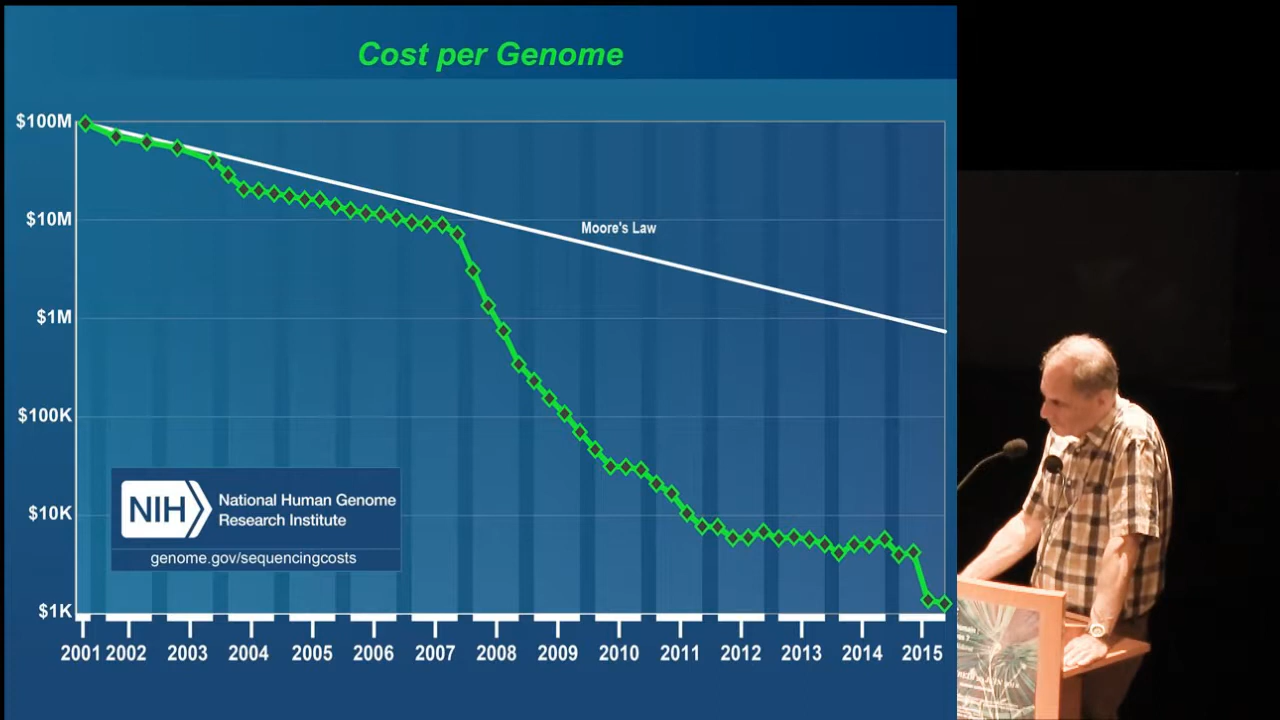 Cost per Genome
$100M
$10M
$1M
$100K
$10K
$1K
Moore's Law
NIH
National Human Genome
Research Institute
genome.gov/sequencingcosts
2001 2002 2003 2004 2005 2006 2007 2008 2009 2010 2011 2012 2013 2014 2015